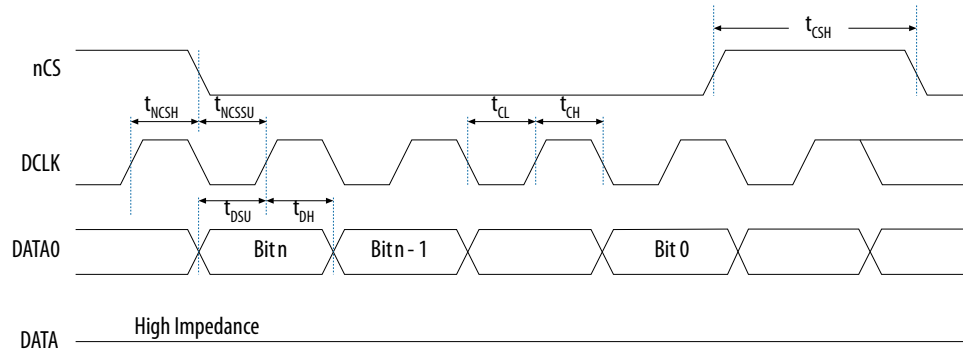 tCSH
nCS
tNCSH tNCSSU tCL tCH
DCLK
tDSU tDH
DATA0 Bit n Bit n - 1 Bit 0
High Impedance
DATA